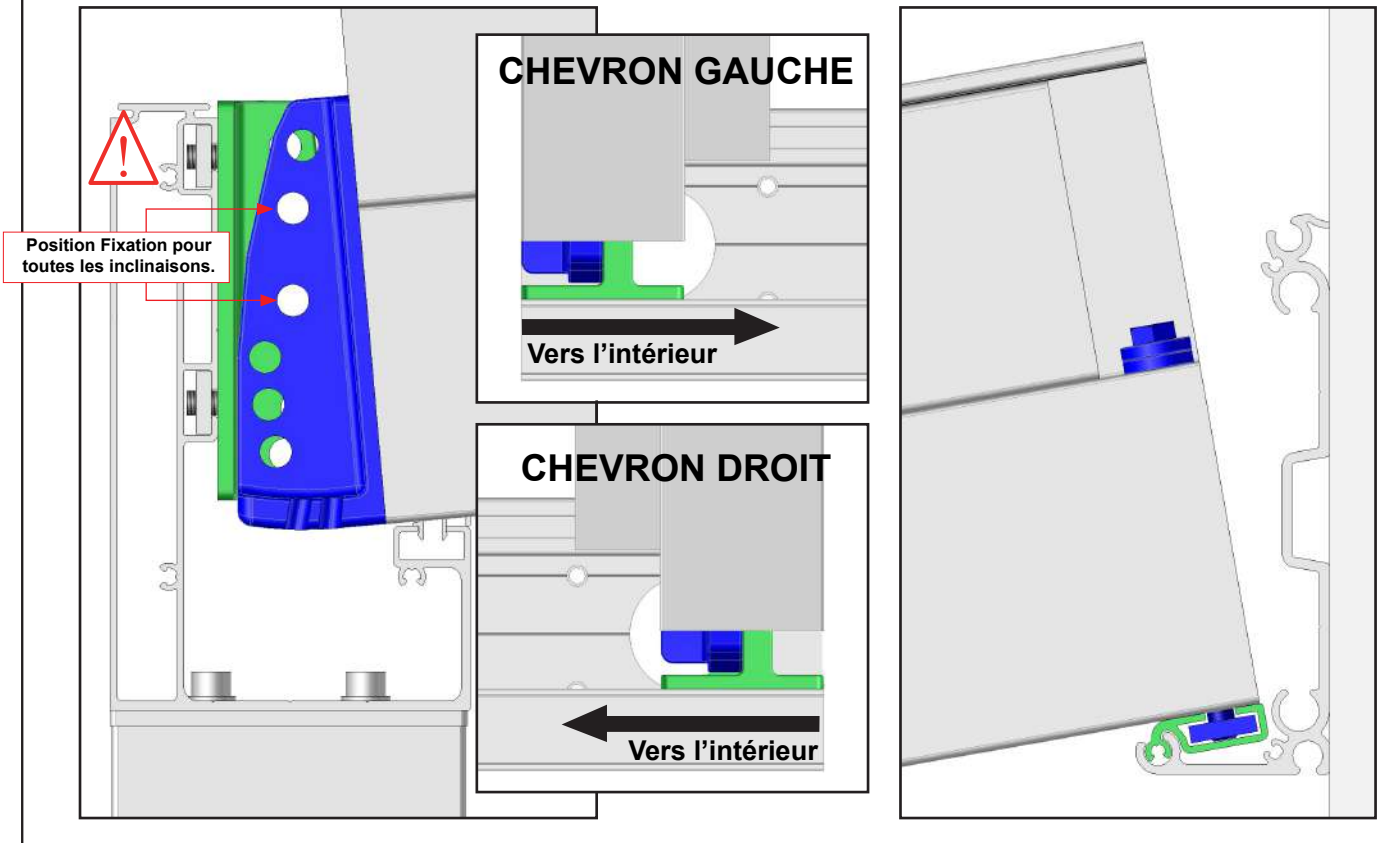 CHEVRON GAUCHE
Position Fixation pour
toutes les inclinaisons.
Vers l’intérieur
CHEVRON DROIT
Vers l’intérieur